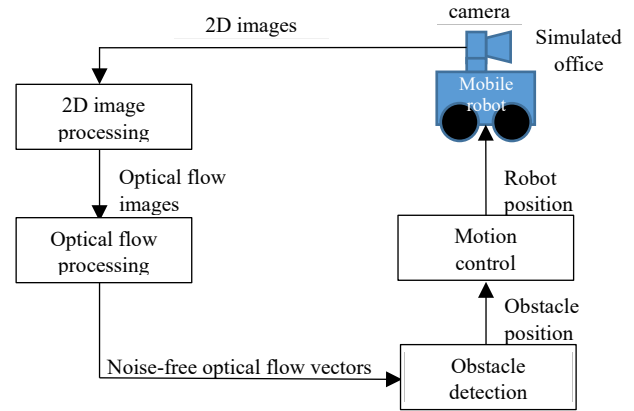 camera
2D images
Simulated
office
Mobile
robot
2D image
processing
Optical flow
images
Robot
position
Optical flow
processing
Motion
control
Obstacle
position
Noise-free optical flow vectors
Obstacle
detection